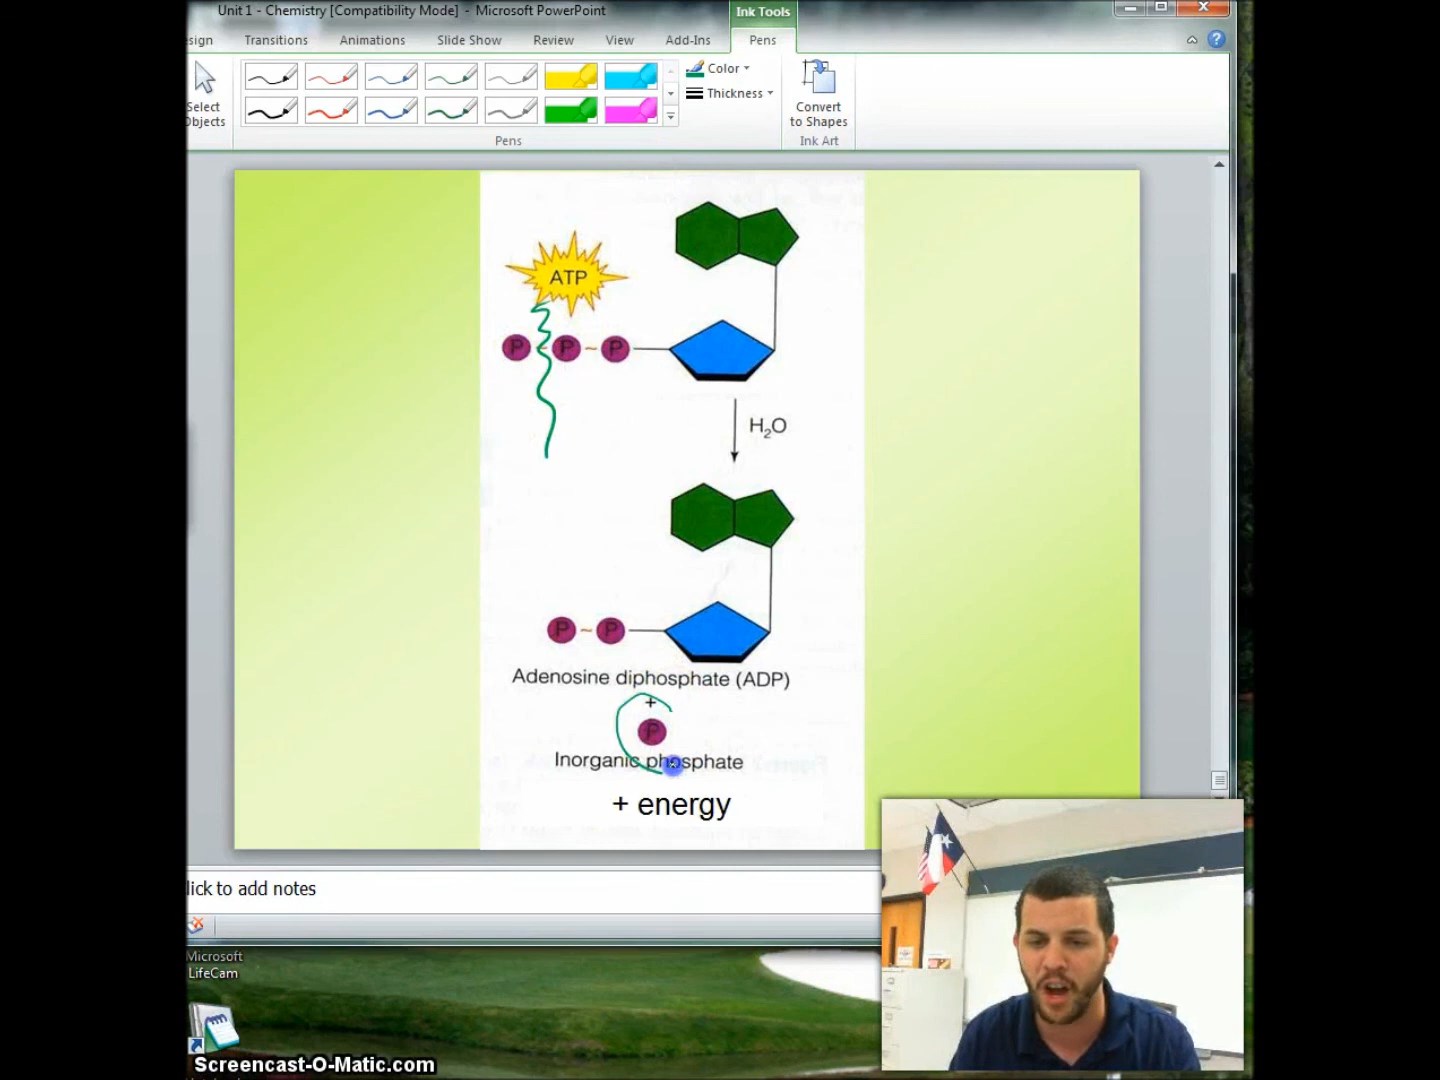 Unit 1 - Chemistry [Compatibility Mode] - Microsoft PowerPoint
Ink Tools
sign Transitions Animations Slide Show Review View Add-Ins Pens
Select
Objects
Color
Thickness
Convert
to Shapes
Pens
Ink Art
ATP
P ~ P ~ P
H₂O
P ~ P
Adenosine diphosphate (ADP)
+
P
Inorganic phosphate
+ energy
lick to add notes
Microsoft
LifeCam
Screencast-O-Matic.com